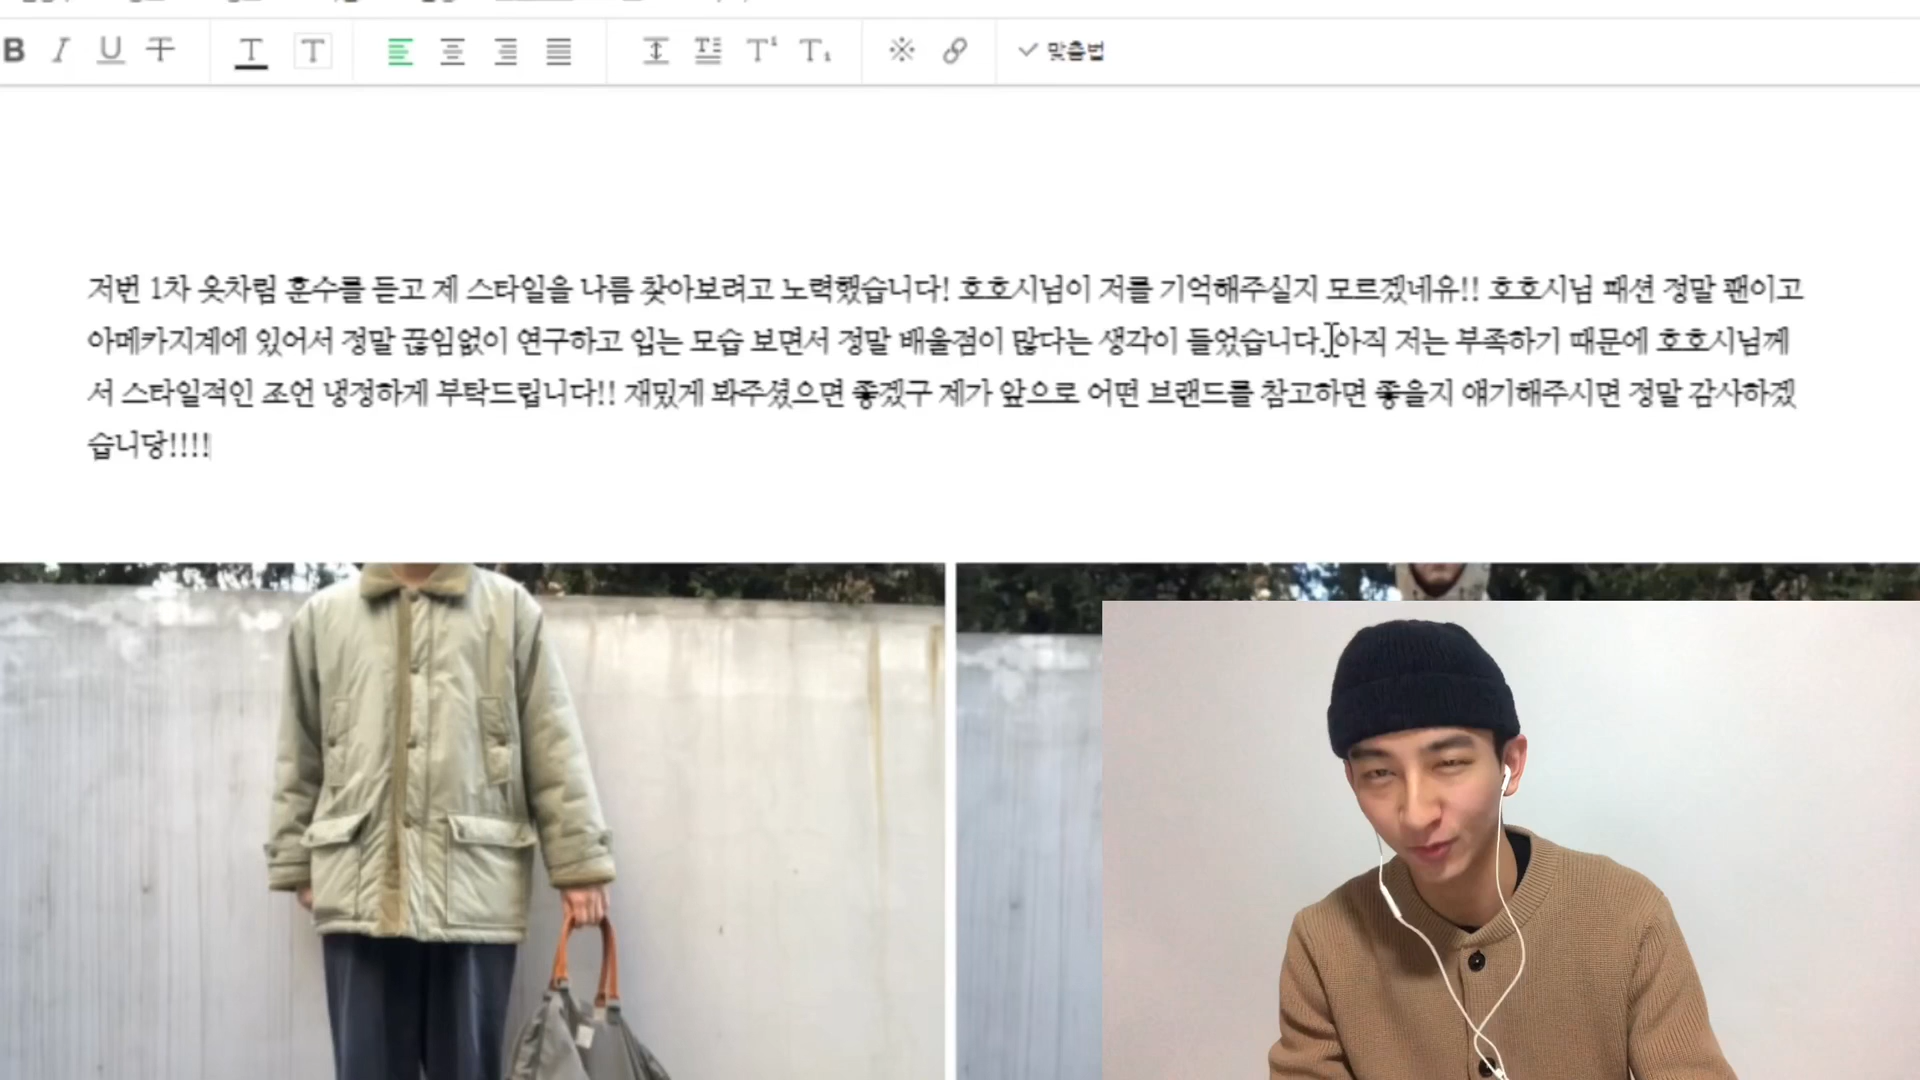 맞춤법
저번 1차 옷차림 훈수를 듣고 제 스타일을 나름 찾아보려고 노력했습니다! 호호시님이 저를 기억해주실지 모르겠네유!! 호호시님 패션 정말 팬이고
아메카지계에 있어서 정말 끊임없이 연구하고 입는 모습 보면서 정말 배울점이 많다는 생각이 들었습니다. 아직 저는 부족하기 때문에 호호시님께
서 스타일적인 조언 냉정하게 부탁드립니다!! 재밌게 봐주셨으면 좋겠구 제가 앞으로 어떤 브랜드를 참고하면 좋을지 얘기해주시면 정말 감사하겠
습니당!!!!